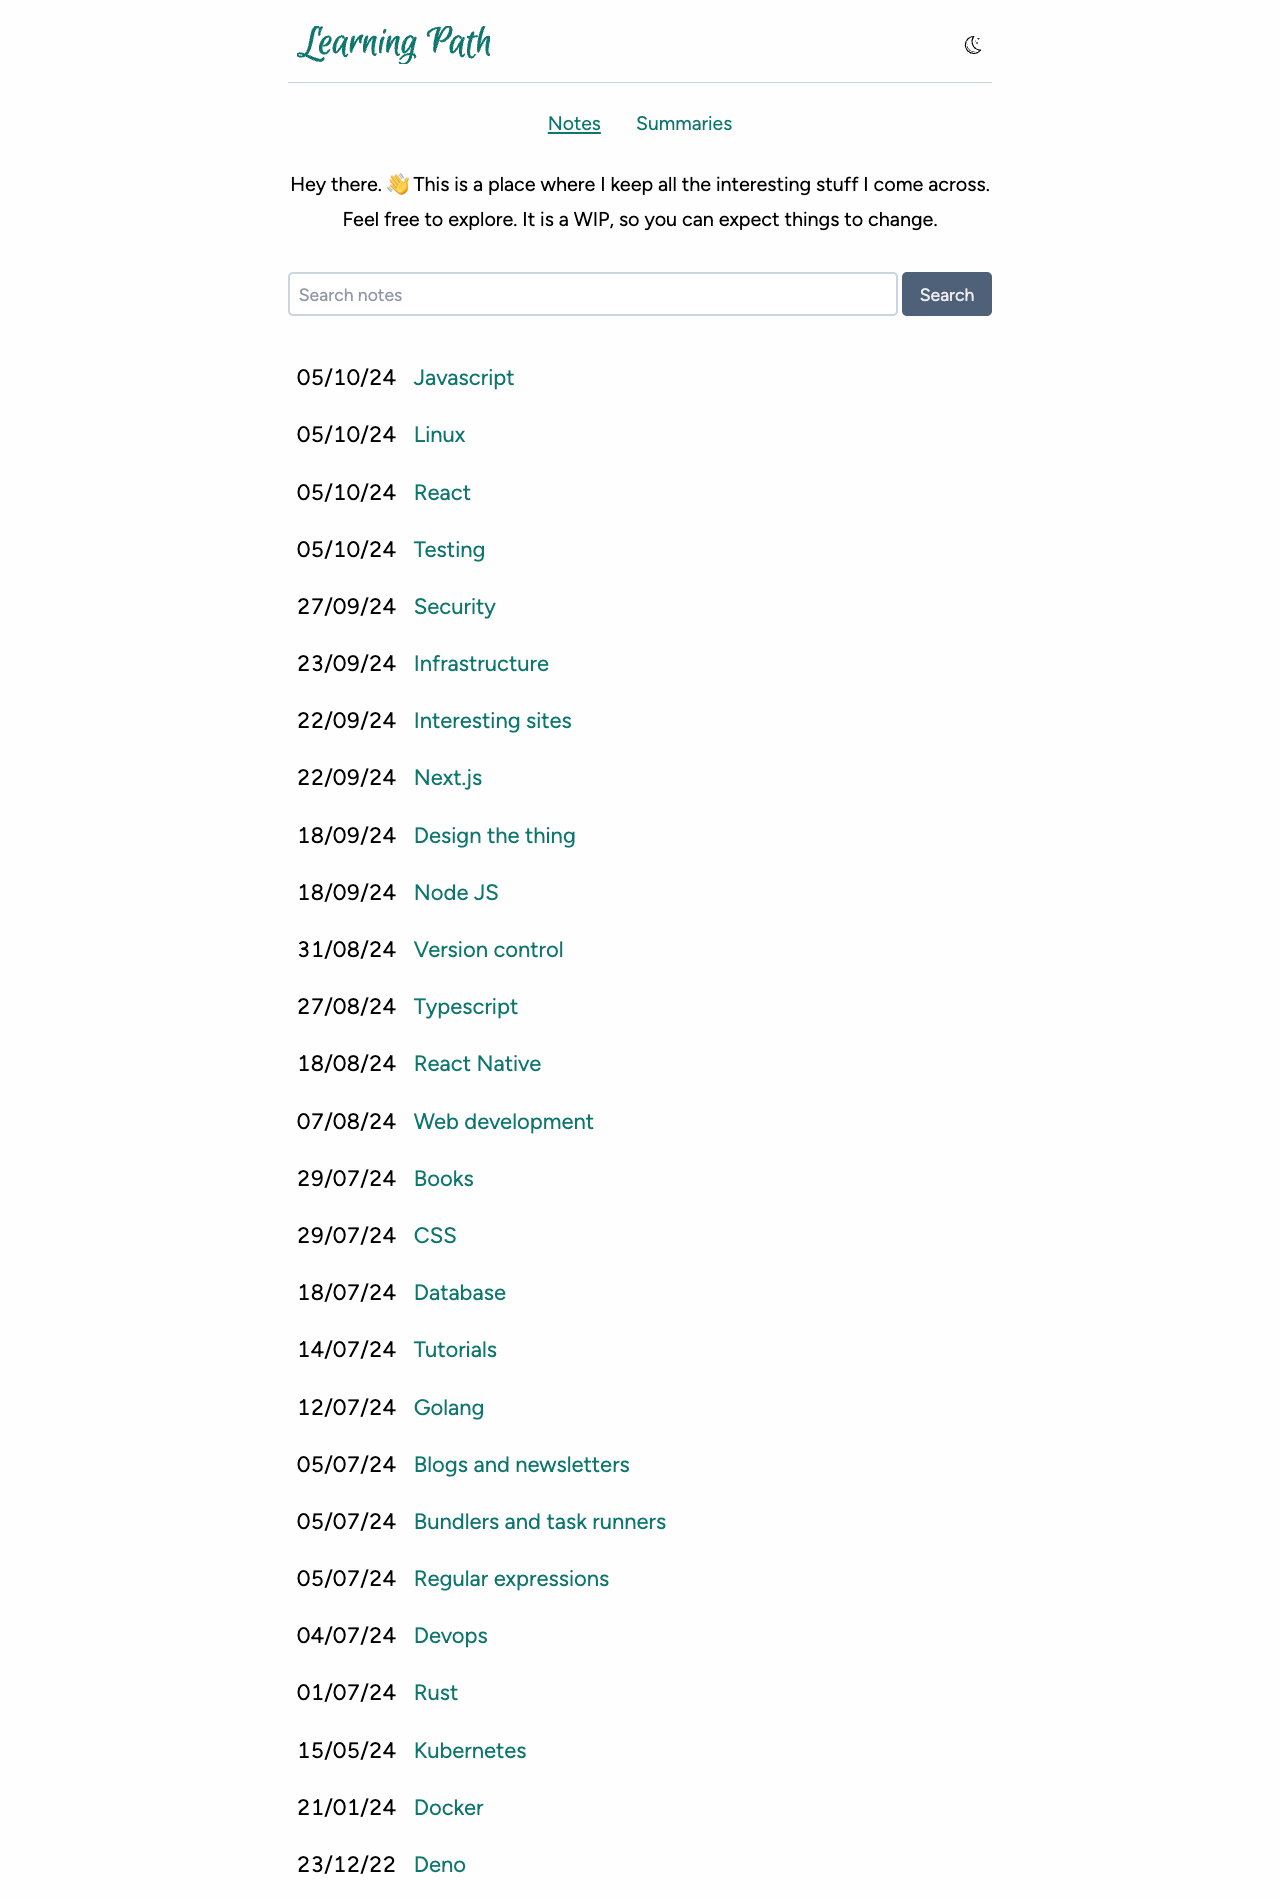 Learning Path
Notes Summaries
Hey there. 👋 This is a place where I keep all the interesting stuff I come across.
Feel free to explore. It is a WIP, so you can expect things to change.
Search notes Search
05/10/24 Javascript
05/10/24 Linux
05/10/24 React
05/10/24 Testing
27/09/24 Security
23/09/24 Infrastructure
22/09/24 Interesting sites
22/09/24 Next.js
18/09/24 Design the thing
18/09/24 Node JS
31/08/24 Version control
27/08/24 Typescript
18/08/24 React Native
07/08/24 Web development
29/07/24 Books
29/07/24 CSS
18/07/24 Database
14/07/24 Tutorials
12/07/24 Golang
05/07/24 Blogs and newsletters
05/07/24 Bundlers and task runners
05/07/24 Regular expressions
04/07/24 Devops
01/07/24 Rust
15/05/24 Kubernetes
21/01/24 Docker
23/12/22 Deno